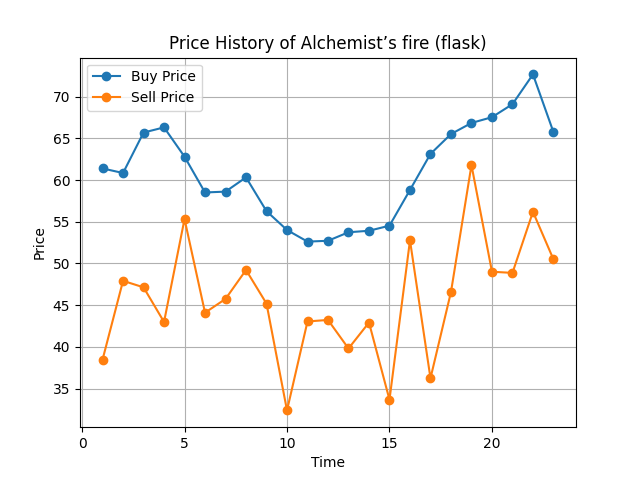 Price History of Alchemist’s fire (flask)
Buy Price
Sell Price
70
65
60
55
50
45
40
35
Price
0 5 10 15 20
Time